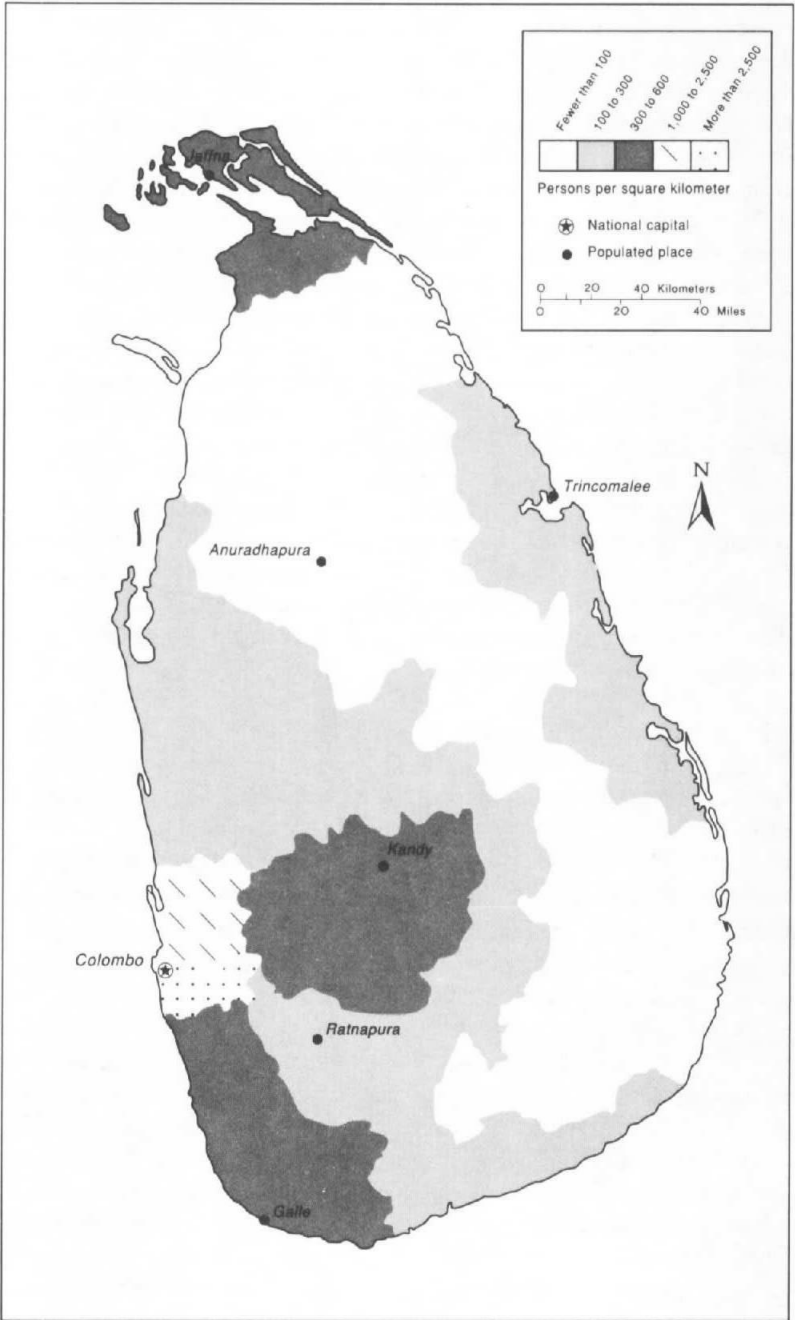 Fewer than 100
100 to 300
300 to 600
1,000 to 2,500
More than 2,500
Persons per square kilometer
National capital
Populated place
0 20 40 Kilometers
0 20 40 Miles
Jaffna
N
Trincomalee
Anuradhapura
Kandy
Colombo
Ratnapura
Galle